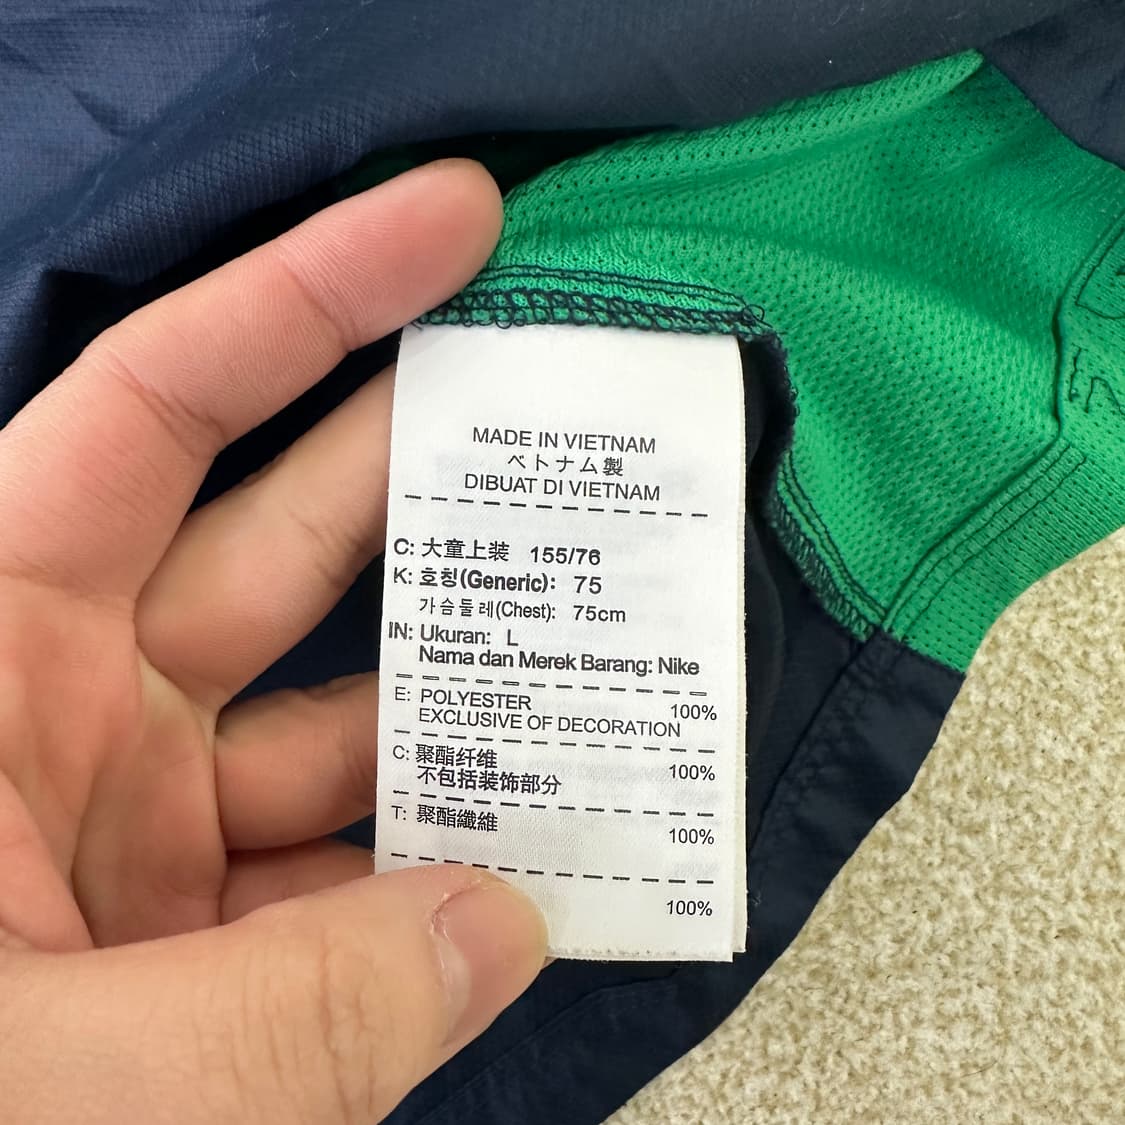 MADE IN VIETNAM
ベトナム製
DIBUAT DI VIETNAM
C: 大童上装 155/76
K: 호칭(Generic): 75
가슴둘레(Chest): 75cm
IN: Ukuran: L
Nama dan Merek Barang: Nike
E: POLYESTER 100%
EXCLUSIVE OF DECORATION
C: 聚酯纤维 100%
不包括装饰部分
T: 聚酯纖維 100%
100%